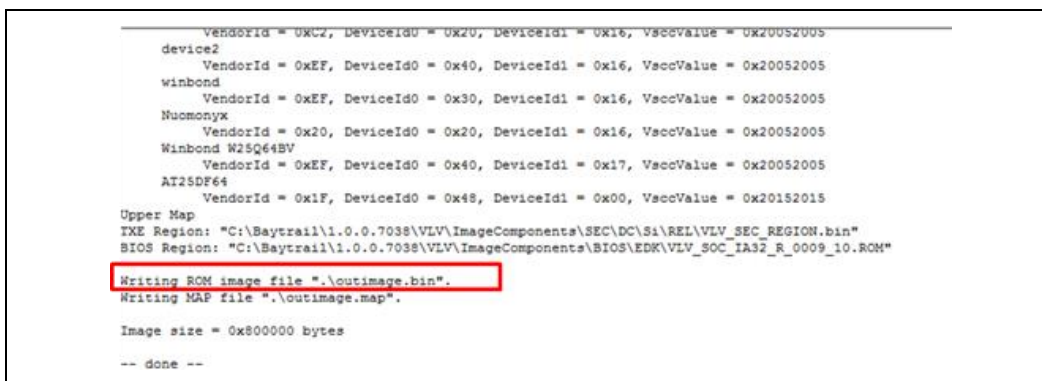 VendorId = 0xC2, DeviceId0 = 0x20, DeviceId1 = 0x16, VsccValue = 0x20052005
device2
VendorId = 0xEF, DeviceId0 = 0x40, DeviceId1 = 0x16, VsccValue = 0x20052005
winbond
VendorId = 0xEF, DeviceId0 = 0x30, DeviceId1 = 0x16, VsccValue = 0x20052005
Nuomonyx
VendorId = 0x20, DeviceId0 = 0x20, DeviceId1 = 0x16, VsccValue = 0x20052005
Winbond W25Q64BV
VendorId = 0xEF, DeviceId0 = 0x40, DeviceId1 = 0x17, VsccValue = 0x20052005
AT25DF64
VendorId = 0x1F, DeviceId0 = 0x48, DeviceId1 = 0x00, VsccValue = 0x20152015
Upper Map
TXE Region: "C:\Baytrail\1.0.0.7038\VLV\ImageComponents\SEC\DC\Si\REL\VLV_SEC_REGION.bin"
BIOS Region: "C:\Baytrail\1.0.0.7038\VLV\ImageComponents\BIOS\EDK\VLV_SOC_IA32_R_0009_10.ROM"
Writing ROM image file ".\outimage.bin".
Writing MAP file ".\outimage.map".
Image size = 0x800000 bytes
-- done --